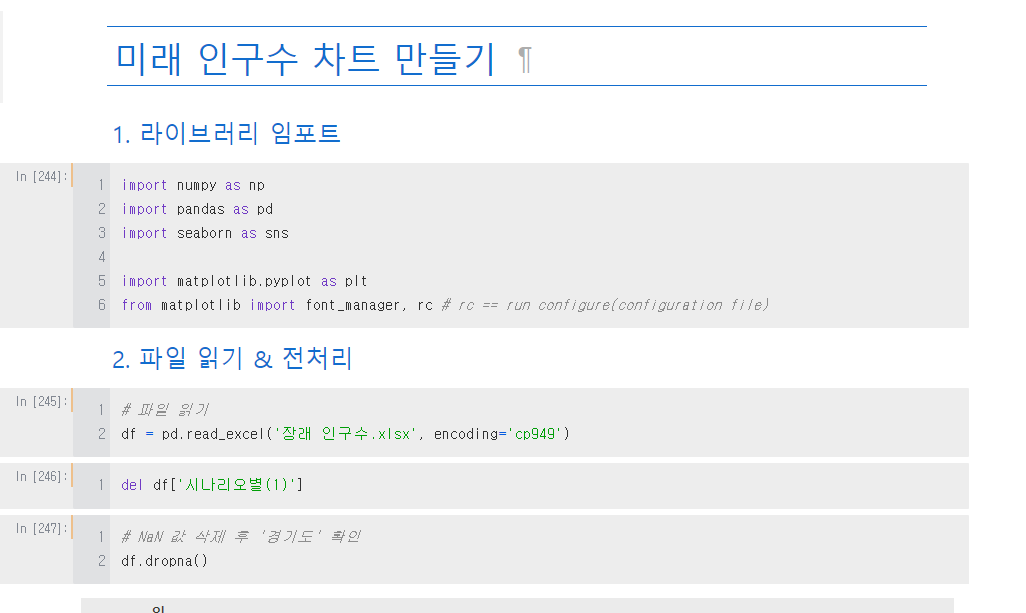 미래 인구수 차트 만들기 ¶
1. 라이브러리 임포트
In [244]:
1 import numpy as np
2 import pandas as pd
3 import seaborn as sns
4
5 import matplotlib.pyplot as plt
6 from matplotlib import font_manager, rc # rc == run configure(configuration file)
2. 파일 읽기 & 전처리
In [245]:
1 # 파일 읽기
2 df = pd.read_excel('장래 인구수.xlsx', encoding='cp949')
In [246]:
1 del df['시나리오별(1)']
In [247]:
1 # NaN 값 삭제 후 '경기도' 확인
2 df.dropna()